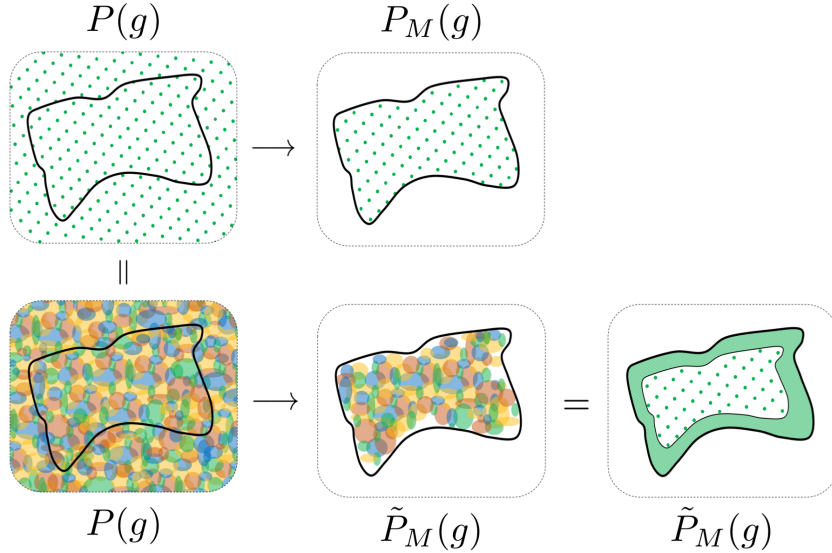 P(g)
P_M(g)
→
=
→
=
P(g)
P̃_M(g)
P̃_M(g)